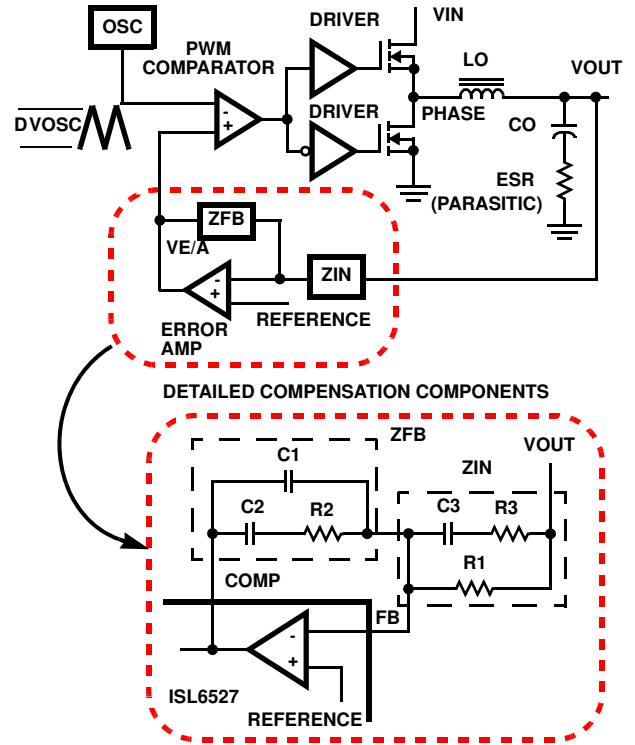 OSC
PWM
COMPARATOR
DRIVER
VIN
LO
VOUT
DVOSC
-
+
DRIVER
PHASE
CO
ESR
(PARASITIC)
ZFB
VE/A
ZIN
-
+
REFERENCE
ERROR
AMP
DETAILED COMPENSATION COMPONENTS
ZFB
VOUT
C1
ZIN
C2
R2
C3
R3
R1
COMP
FB
-
+
ISL6527
REFERENCE